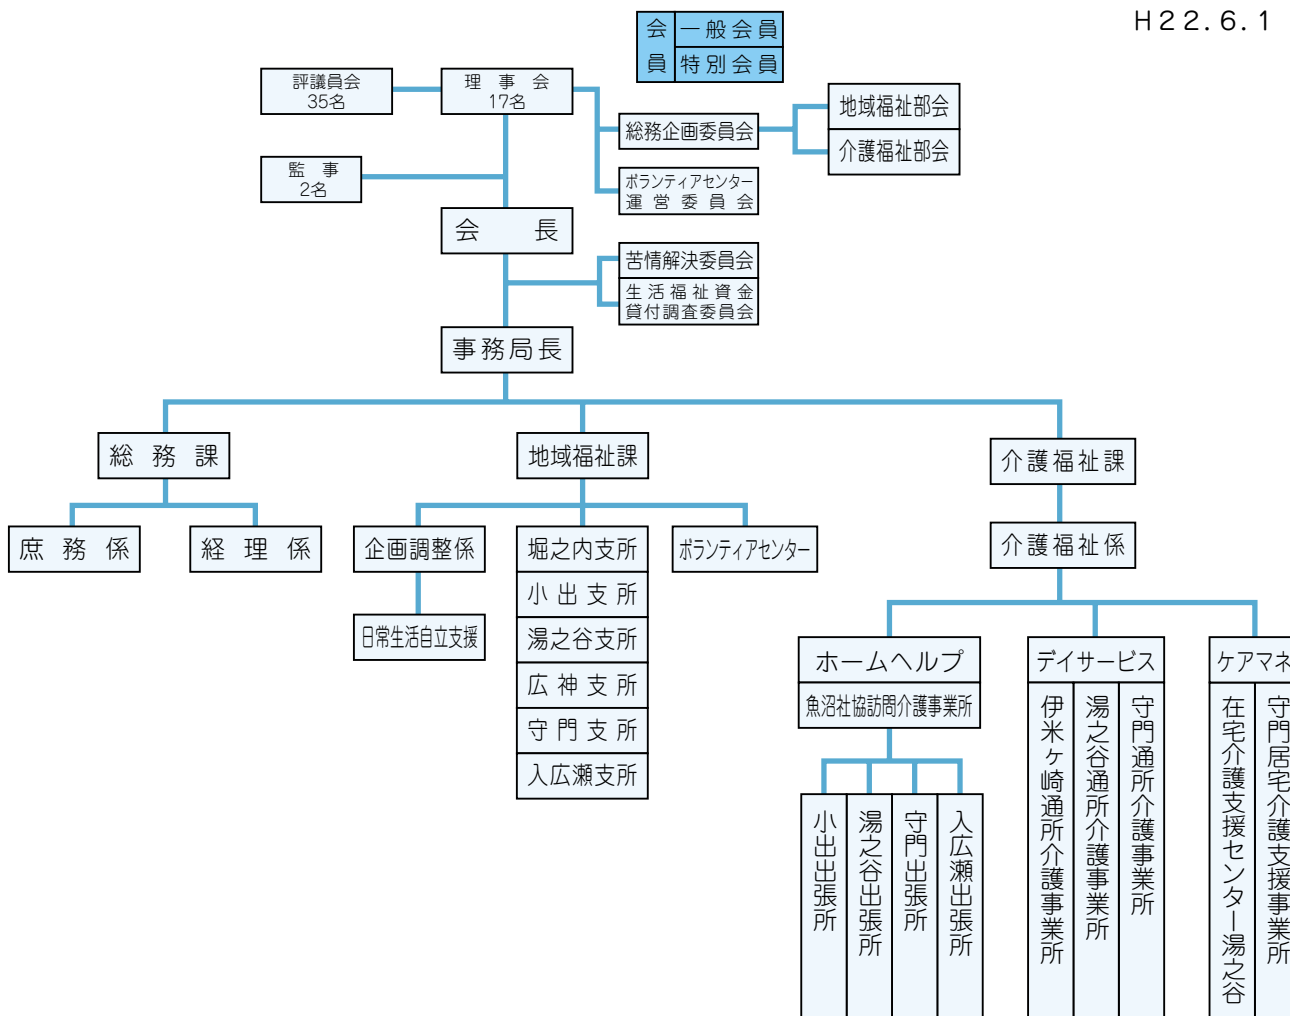 H22.6.1
会員
一般会員
特別会員
評議員会
35名
理事会
17名
総務企画委員会
地域福祉部会
介護福祉部会
監事
2名
ボランティアセンター
運営委員会
会長
苦情解決委員会
生活福祉資金
貸付調査委員会
事務局長
総務課
地域福祉課
介護福祉課
庶務係
経理係
企画調整係
堀之内支所
ボランティアセンター
介護福祉係
小出支所
日常生活自立支援
湯之谷支所
広神支所
守門支所
入広瀬支所
ホームヘルプ
魚沼社協訪問介護事業所
小出出張所
湯之谷出張所
守門出張所
入広瀬出張所
デイサービス
伊米ヶ崎通所介護事業所
湯之谷通所介護事業所
守門通所介護事業所
ケアマネ
在宅介護支援センター湯之谷
守門居宅介護支援事業所